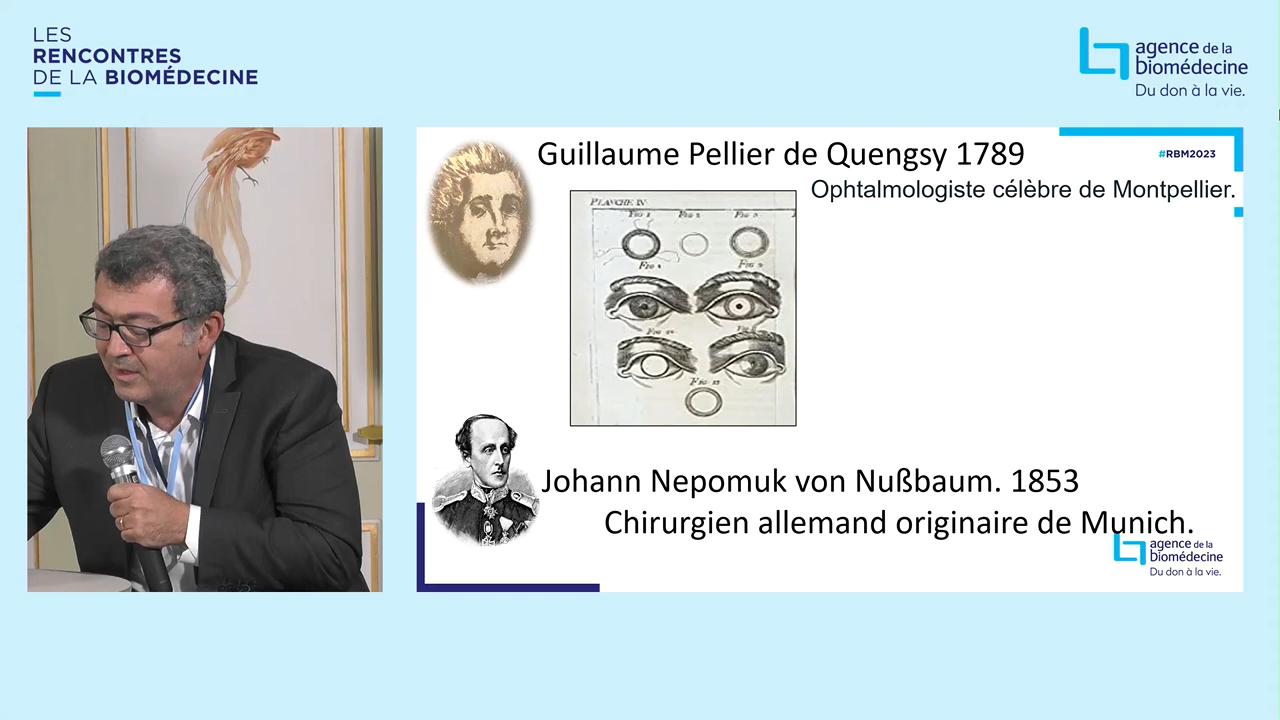 LES
RENCONTRES
DE LA BIOMÉDECINE
agence de la
biomédecine
Du don à la vie.
Guillaume Pellier de Quengsy 1789
#RBM2023
Ophtalmologiste célèbre de Montpellier.
PLANCHE IV
Johann Nepomuk von Nußbaum. 1853
Chirurgien allemand originaire de Munich.
agence de la
biomédecine
Du don à la vie.